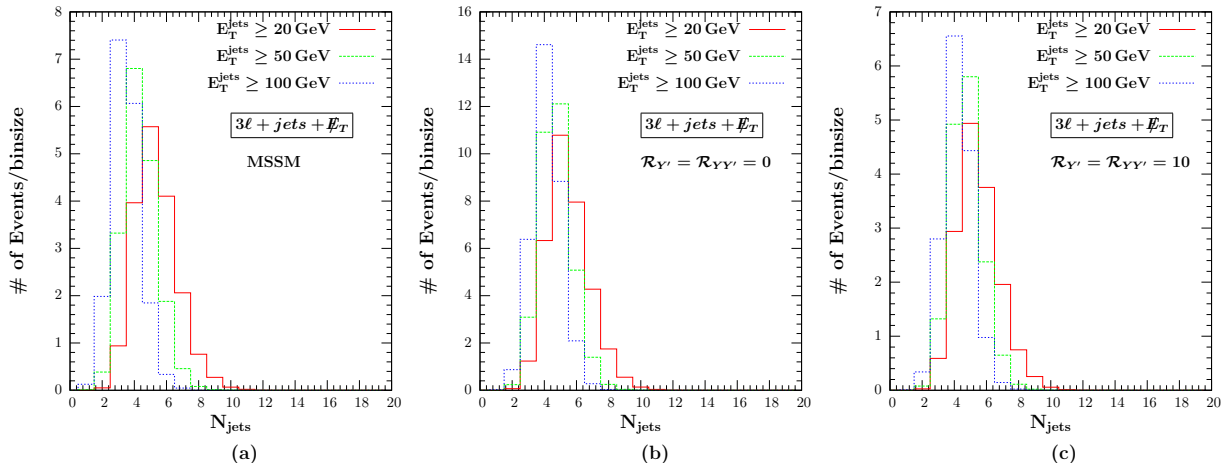 8
7
6
5
4
3
2
1
0
0 2 4 6 8 10 12 14 16 18 20
# of Events/binsize
N_jets
E_T^jets ≥ 20 GeV
E_T^jets ≥ 50 GeV
E_T^jets ≥ 100 GeV
3ℓ + jets + E̸_T
MSSM
(a)
16
14
12
10
8
6
4
2
0
0 2 4 6 8 10 12 14 16 18 20
# of Events/binsize
N_jets
E_T^jets ≥ 20 GeV
E_T^jets ≥ 50 GeV
E_T^jets ≥ 100 GeV
3ℓ + jets + E̸_T
𝓡_Y′ = 𝓡_YY′ = 0
(b)
7
6
5
4
3
2
1
0
0 2 4 6 8 10 12 14 16 18 20
# of Events/binsize
N_jets
E_T^jets ≥ 20 GeV
E_T^jets ≥ 50 GeV
E_T^jets ≥ 100 GeV
3ℓ + jets + E̸_T
𝓡_Y′ = 𝓡_YY′ = 10
(c)